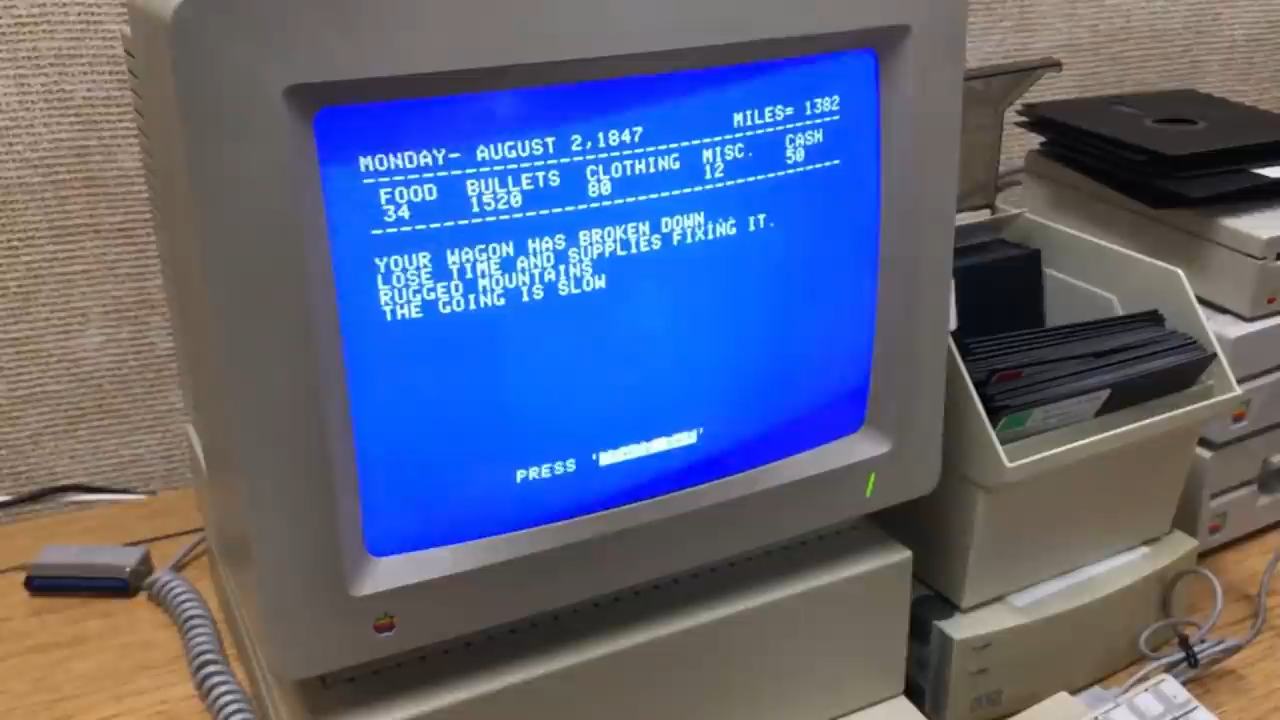 MILES= 1382
MONDAY- AUGUST 2,1847
FOOD BULLETS CLOTHING MISC. CASH
34 1520 80 12 50
YOUR WAGON HAS BROKEN DOWN...
LOSE TIME AND SUPPLIES FIXING IT.
RUGGED MOUNTAINS
THE GOING IS SLOW
PRESS '